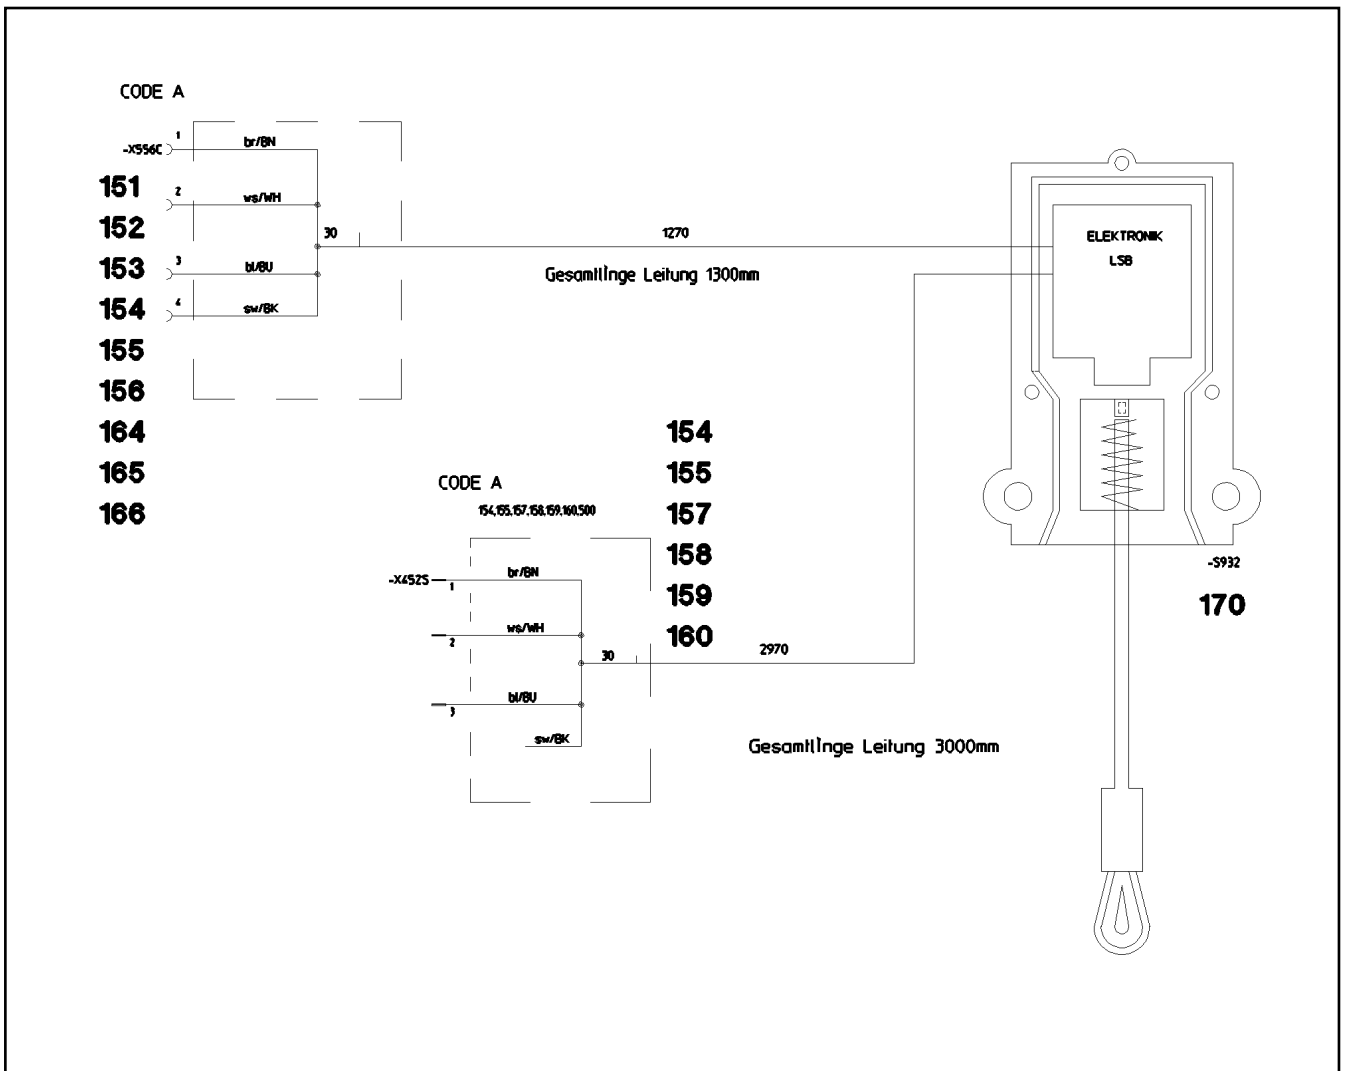 CODE A
1
-X556C
br/BN
151
2
ws/WH
152
30
1270
ELEKTRONIK
LSB
153
3
bl/BU
Gesamtlìnge Leitung 1300mm
154
4
sw/BK
155
156
164
165
166
154
155
157
158
159
160
CODE A
154,155,157,158,159,160,500
-X452S
1
br/BN
2
ws/WH
30
2970
3
bl/BU
sw/BK
Gesamtlìnge Leitung 3000mm
-S932
170